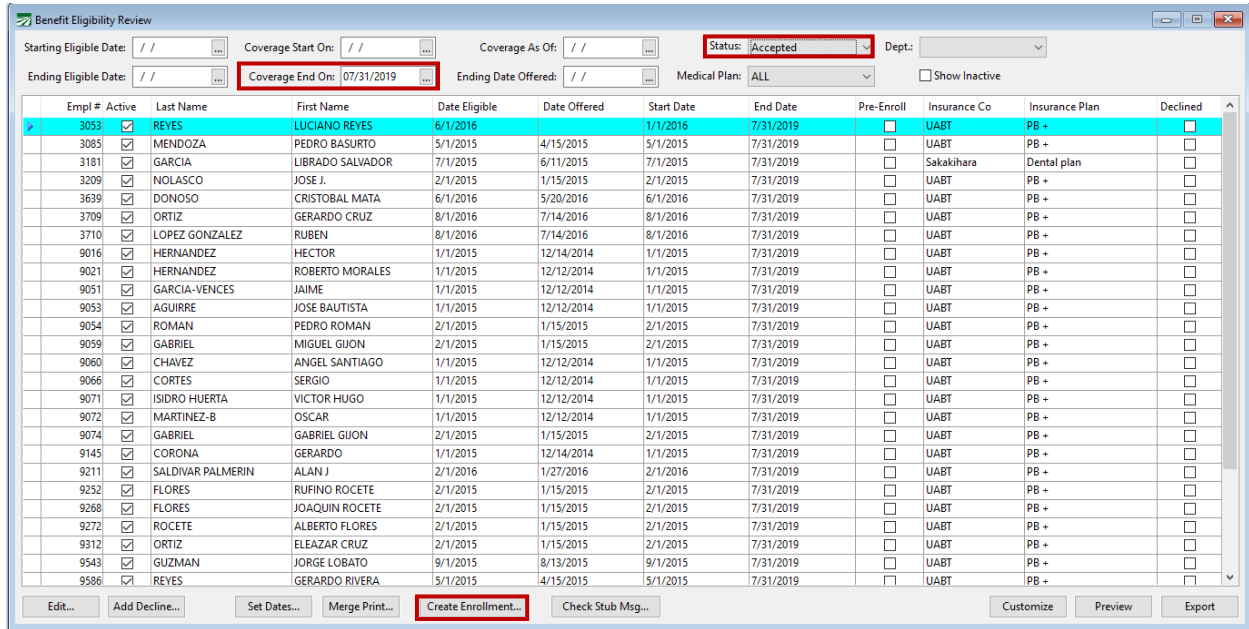 Benefit Eligibility Review
Starting Eligible Date: / / ... Coverage Start On: / / ... Coverage As Of: / / ... Status: Accepted Dept.:
Ending Eligible Date: / / ... Coverage End On: 07/31/2019 ... Ending Date Offered: / / ... Medical Plan: ALL Show Inactive
Empl # Active Last Name First Name Date Eligible Date Offered Start Date End Date Pre-Enroll Insurance Co Insurance Plan Declined
3053 REYES LUCIANO REYES 6/1/2016 1/1/2016 7/31/2019 UABT PB +
3085 MENDOZA PEDRO BASURTO 5/1/2015 4/15/2015 5/1/2015 7/31/2019 UABT PB +
3181 GARCIA LIBRADO SALVADOR 7/1/2015 6/11/2015 7/1/2015 7/31/2019 Sakakihara Dental plan
3209 NOLASCO JOSE J. 2/1/2015 1/15/2015 2/1/2015 7/31/2019 UABT PB +
3639 DONOSO CRISTOBAL MATA 6/1/2016 5/20/2016 6/1/2016 7/31/2019 UABT PB +
3709 ORTIZ GERARDO CRUZ 8/1/2016 7/14/2016 8/1/2016 7/31/2019 UABT PB +
3710 LOPEZ GONZALEZ RUBEN 8/1/2016 7/14/2016 8/1/2016 7/31/2019 UABT PB +
9016 HERNANDEZ HECTOR 1/1/2015 12/14/2014 1/1/2015 7/31/2019 UABT PB +
9021 HERNANDEZ ROBERTO MORALES 1/1/2015 12/12/2014 1/1/2015 7/31/2019 UABT PB +
9051 GARCIA-VENCES JAIME 1/1/2015 12/12/2014 1/1/2015 7/31/2019 UABT PB +
9053 AGUIRRE JOSE BAUTISTA 1/1/2015 12/12/2014 1/1/2015 7/31/2019 UABT PB +
9054 ROMAN PEDRO ROMAN 2/1/2015 1/15/2015 2/1/2015 7/31/2019 UABT PB +
9059 GABRIEL MIGUEL GIJON 2/1/2015 1/15/2015 2/1/2015 7/31/2019 UABT PB +
9060 CHAVEZ ANGEL SANTIAGO 1/1/2015 12/12/2014 1/1/2015 7/31/2019 UABT PB +
9066 CORTES SERGIO 1/1/2015 12/12/2014 1/1/2015 7/31/2019 UABT PB +
9071 ISIDRO HUERTA VICTOR HUGO 1/1/2015 12/12/2014 1/1/2015 7/31/2019 UABT PB +
9072 MARTINEZ-B OSCAR 1/1/2015 12/12/2014 1/1/2015 7/31/2019 UABT PB +
9074 GABRIEL GABRIEL GIJON 2/1/2015 1/15/2015 2/1/2015 7/31/2019 UABT PB +
9145 CORONA GERARDO 1/1/2015 12/14/2014 1/1/2015 7/31/2019 UABT PB +
9211 SALDIVAR PALMERIN ALAN J 2/1/2016 1/27/2016 2/1/2016 7/31/2019 UABT PB +
9252 FLORES RUFINO ROCETE 2/1/2015 1/15/2015 2/1/2015 7/31/2019 UABT PB +
9268 FLORES JOAQUIN ROCETE 2/1/2015 1/15/2015 2/1/2015 7/31/2019 UABT PB +
9272 ROCETE ALBERTO FLORES 2/1/2015 1/15/2015 2/1/2015 7/31/2019 UABT PB +
9312 ORTIZ ELEAZAR CRUZ 2/1/2015 1/15/2015 2/1/2015 7/31/2019 UABT PB +
9543 GUZMAN JORGE LOBATO 9/1/2015 8/13/2015 9/1/2015 7/31/2019 UABT PB +
9586 REYES GERARDO RIVERA 5/1/2015 4/15/2015 5/1/2015 7/31/2019 UABT PB +
Edit... Add Decline... Set Dates... Merge Print... Create Enrollment... Check Stub Msg... Customize Preview Export